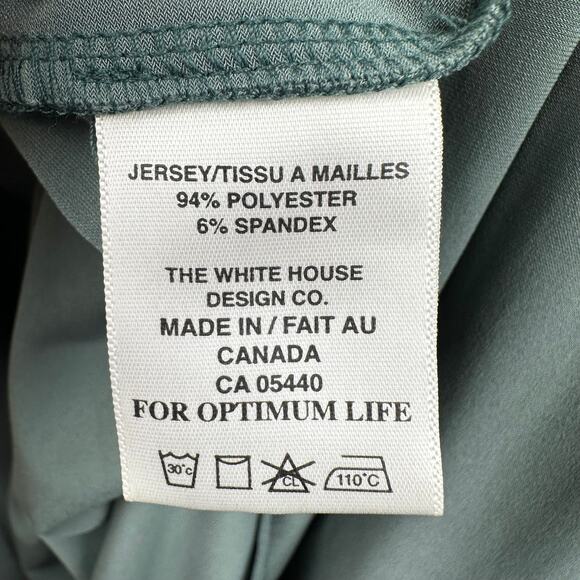 JERSEY/TISSU A MAILLES
94% POLYESTER
6% SPANDEX
THE WHITE HOUSE
DESIGN CO.
MADE IN / FAIT AU
CANADA
CA 05440
FOR OPTIMUM LIFE
30°c CL 110°C